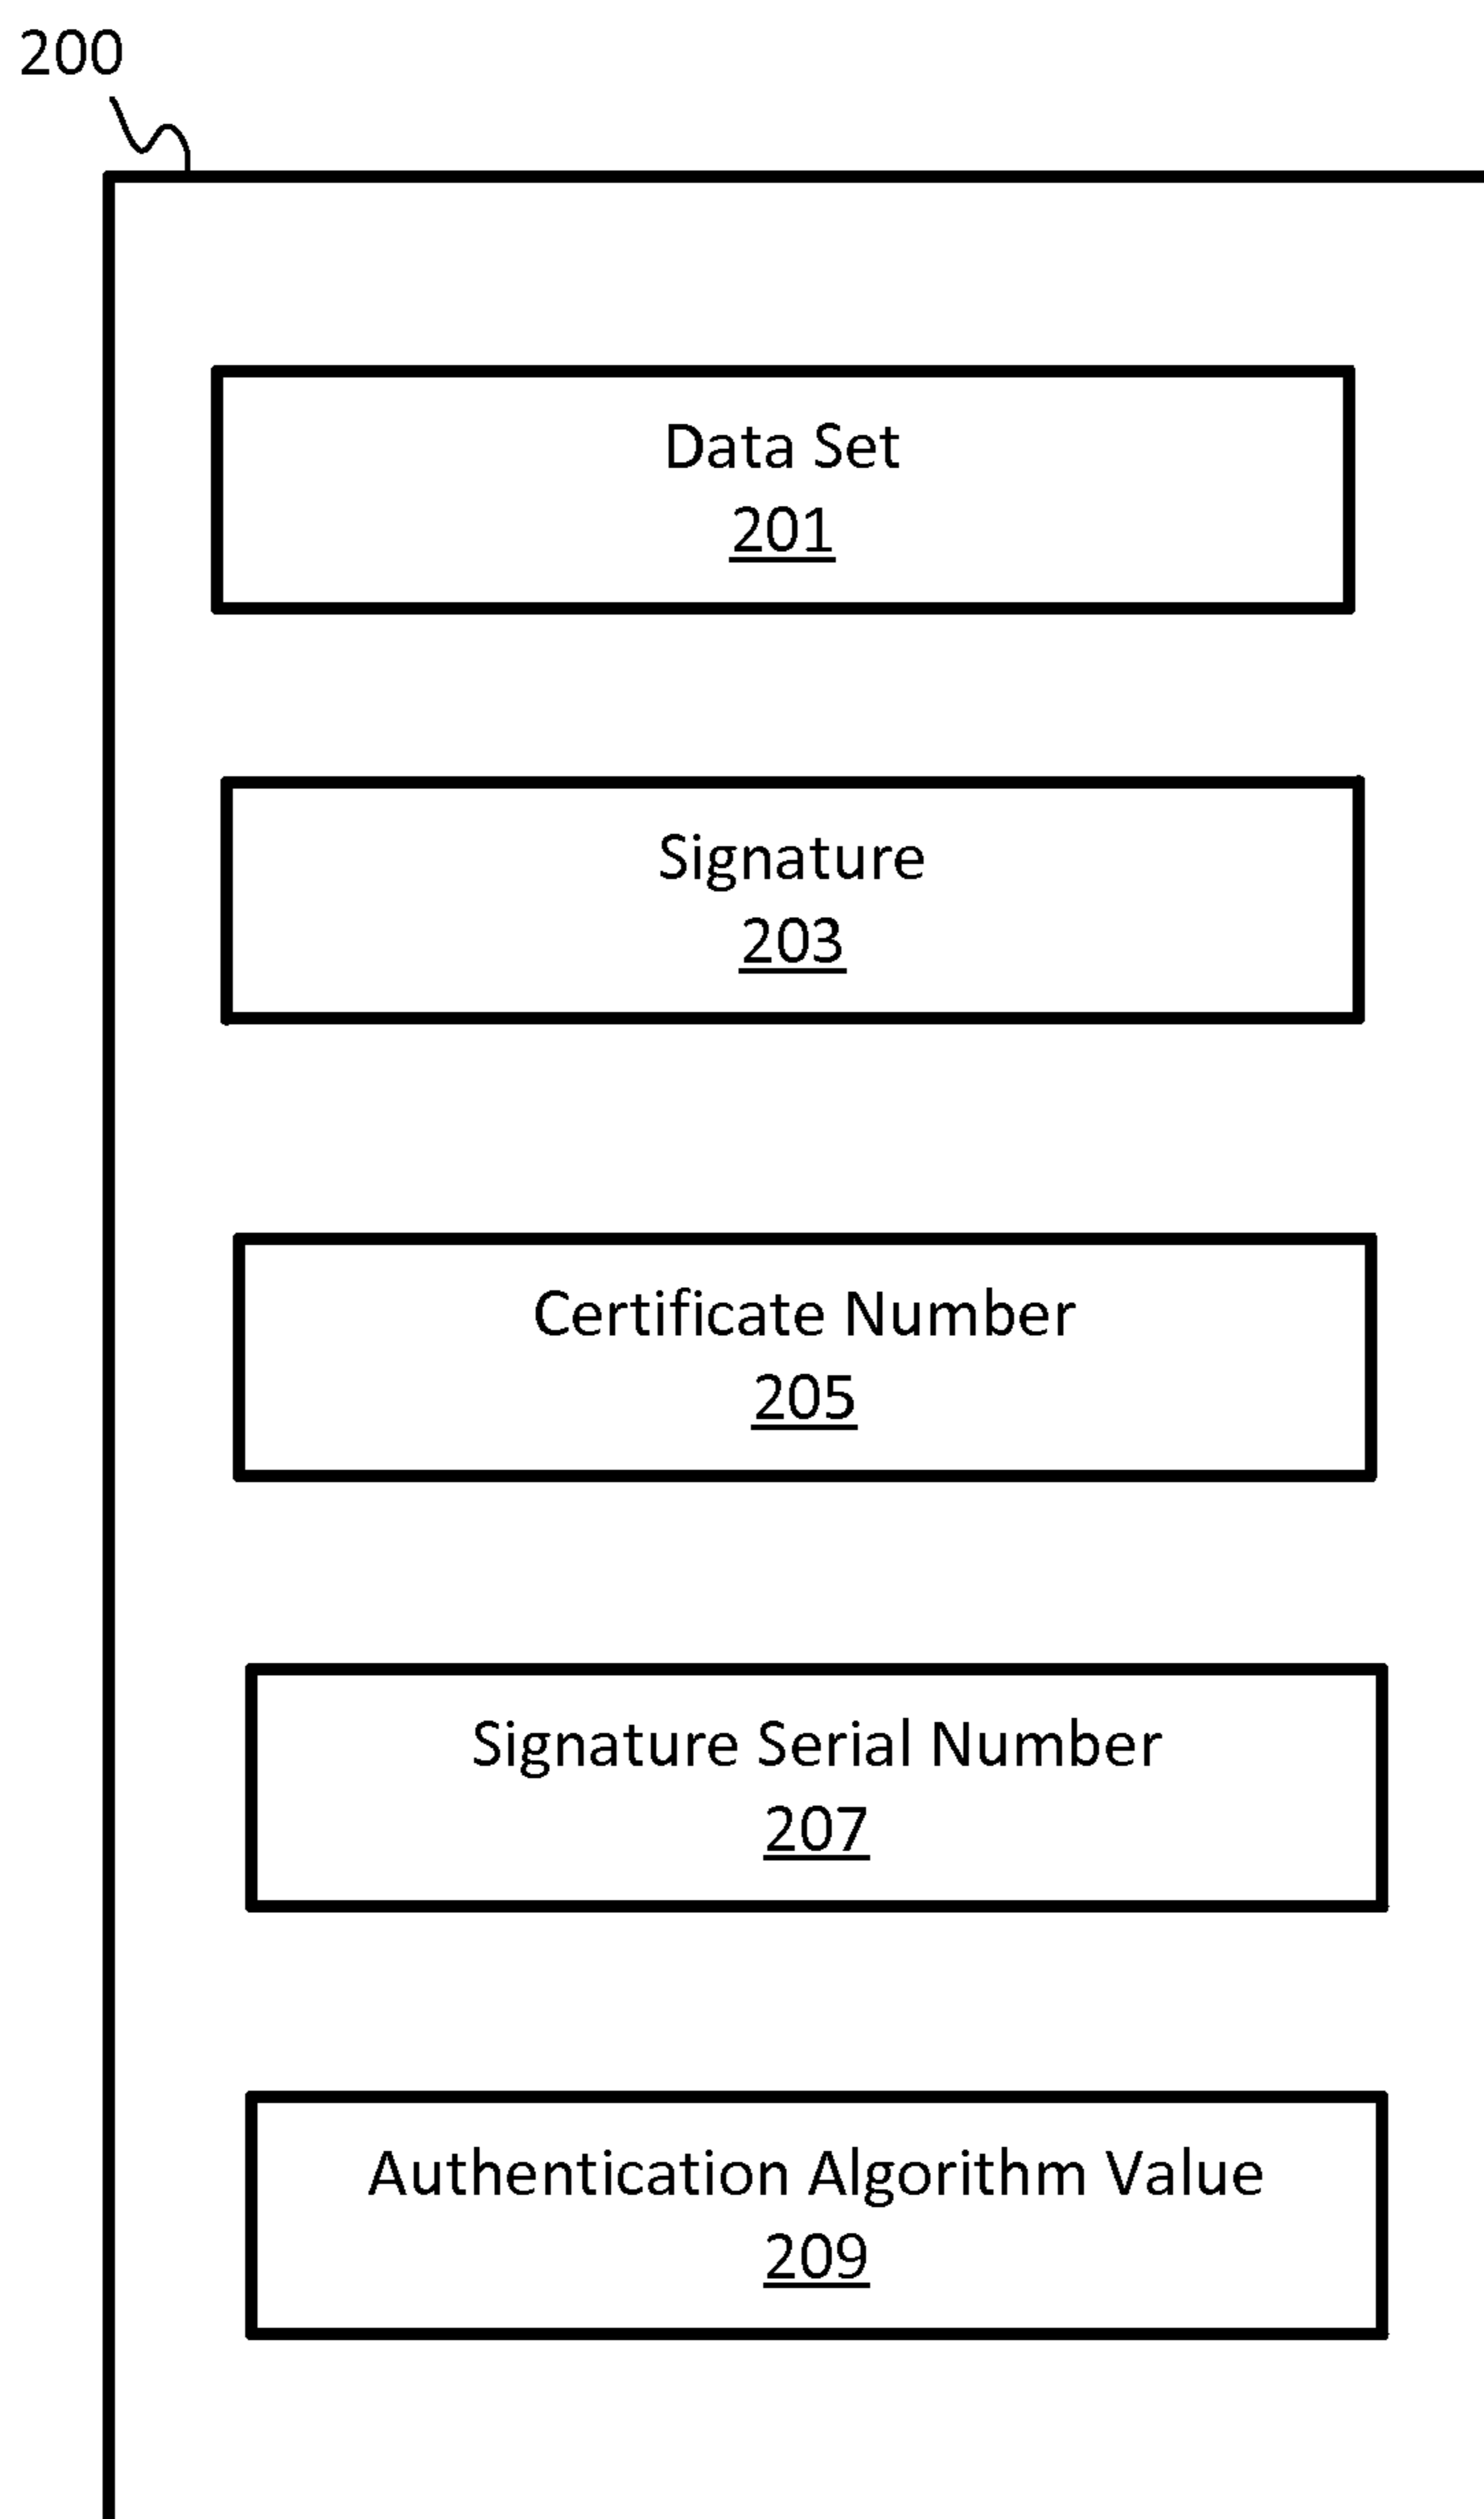 200
Data Set
201
Signature
203
Certificate Number
205
Signature Serial Number
207
Authentication Algorithm Value
209